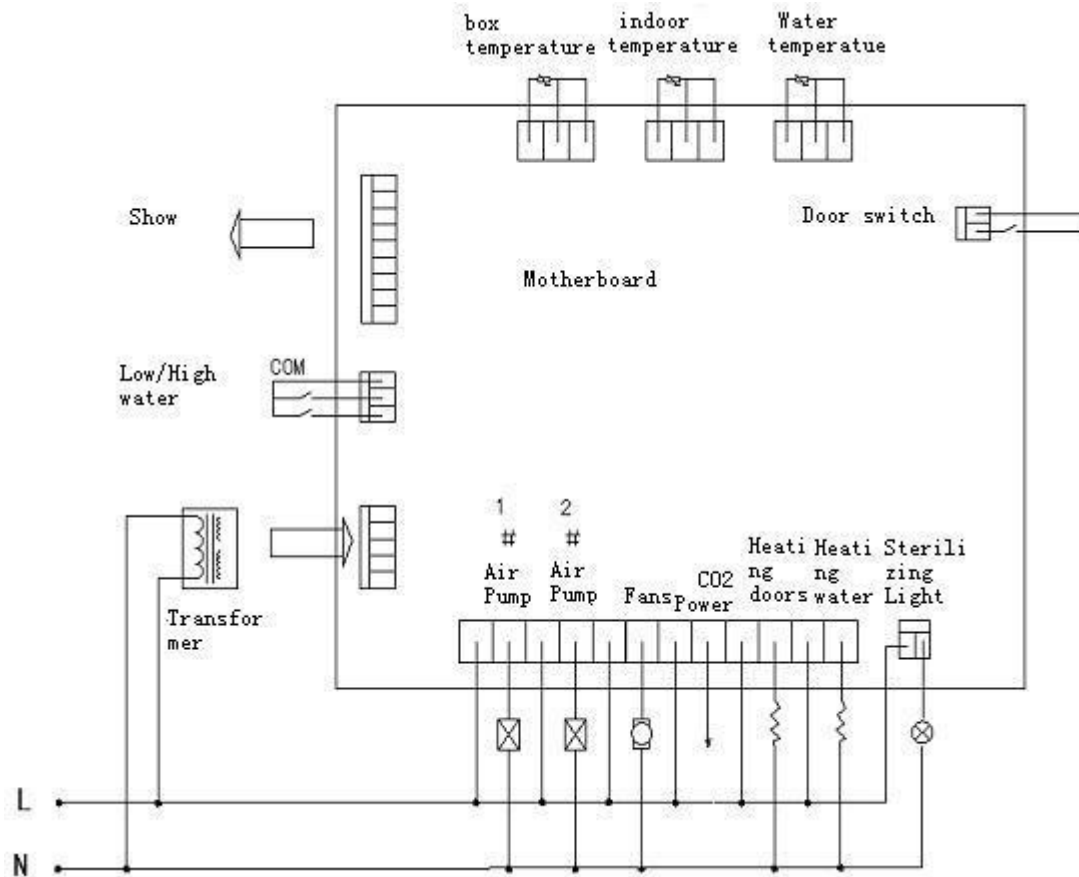 box
temperature
indoor
temperature
Water
temperatue
Show
Door switch
Motherboard
Low/High
water
COM
1
#
Air
Pump
2
#
Air
Pump
Fans
CO2
Power
Heati
ng
doors
Heati
ng
water
Sterili
zing
Light
Transfor
mer
L
N